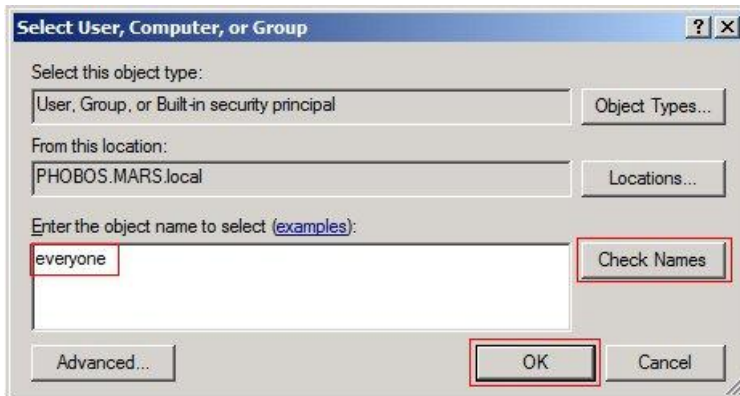 Select User, Computer, or Group
Select this object type:
User, Group, or Built-in security principal
Object Types...
From this location:
PHOBOS.MARS.local
Locations...
Enter the object name to select (examples):
everyone
Check Names
Advanced...
OK
Cancel